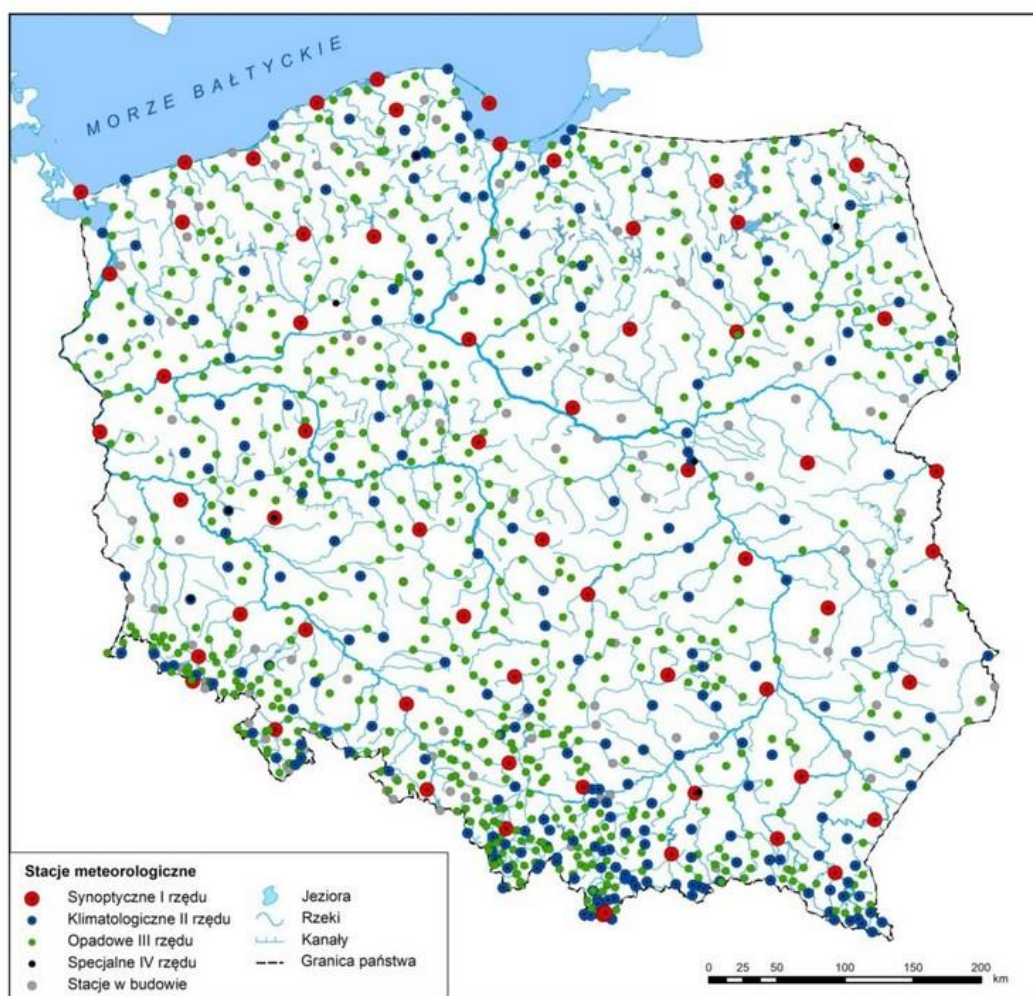 MORZE BAŁTYCKIE
Stacje meteorologiczne
Synoptyczne I rzędu
Klimatologiczne II rzędu
Opadowe III rzędu
Specjalne IV rzędu
Stacje w budowie
Jeziora
Rzeki
Kanały
Granica państwa
0 25 50 100 150 200
km